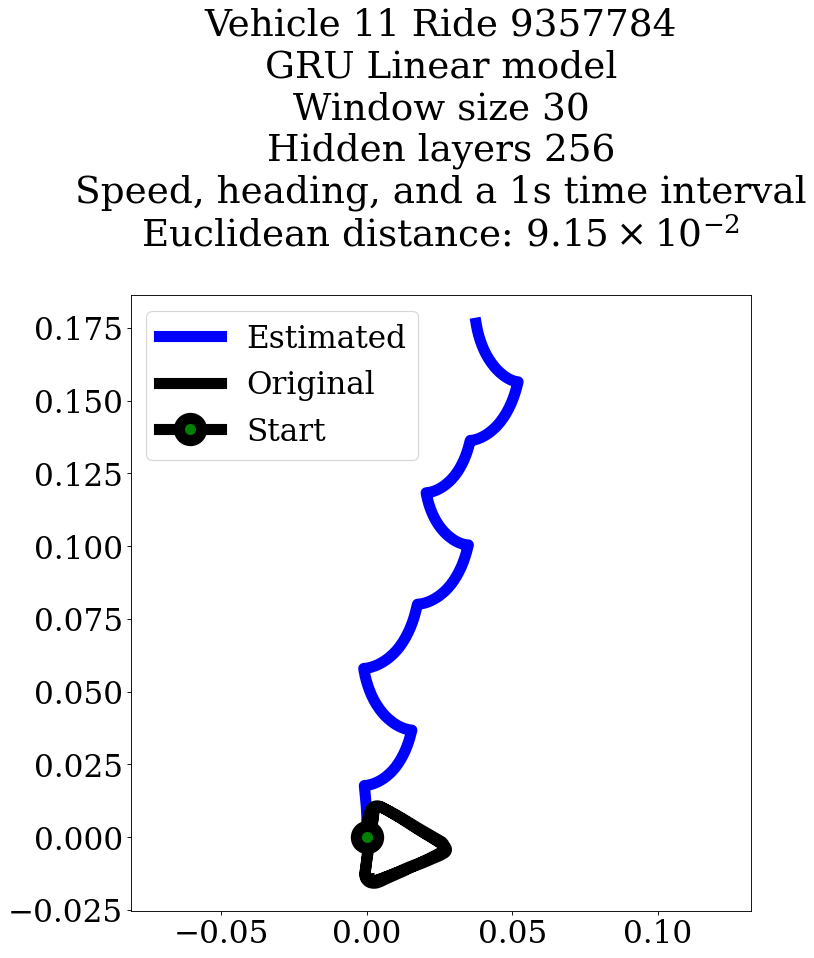 Vehicle 11 Ride 9357784
GRU Linear model
Window size 30
Hidden layers 256
Speed, heading, and a 1s time interval
Euclidean distance: 9.15 × 10⁻²
Estimated
Original
Start
0.175
0.150
0.125
0.100
0.075
0.050
0.025
0.000
−0.025
−0.05 0.00 0.05 0.10